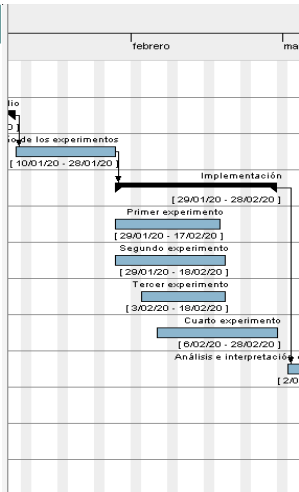 febrero
ma
lio
0 ]
o de los experimentos
[ 10/01/20 - 28/01/20 ]
Implementación
[ 29/01/20 - 28/02/20 ]
Primer experimento
[ 29/01/20 - 17/02/20 ]
Segundo experimento
[ 29/01/20 - 18/02/20 ]
Tercer experimento
[ 3/02/20 - 18/02/20 ]
Cuarto experimento
[ 6/02/20 - 28/02/20 ]
Análisis e interpretación
[ 2/0